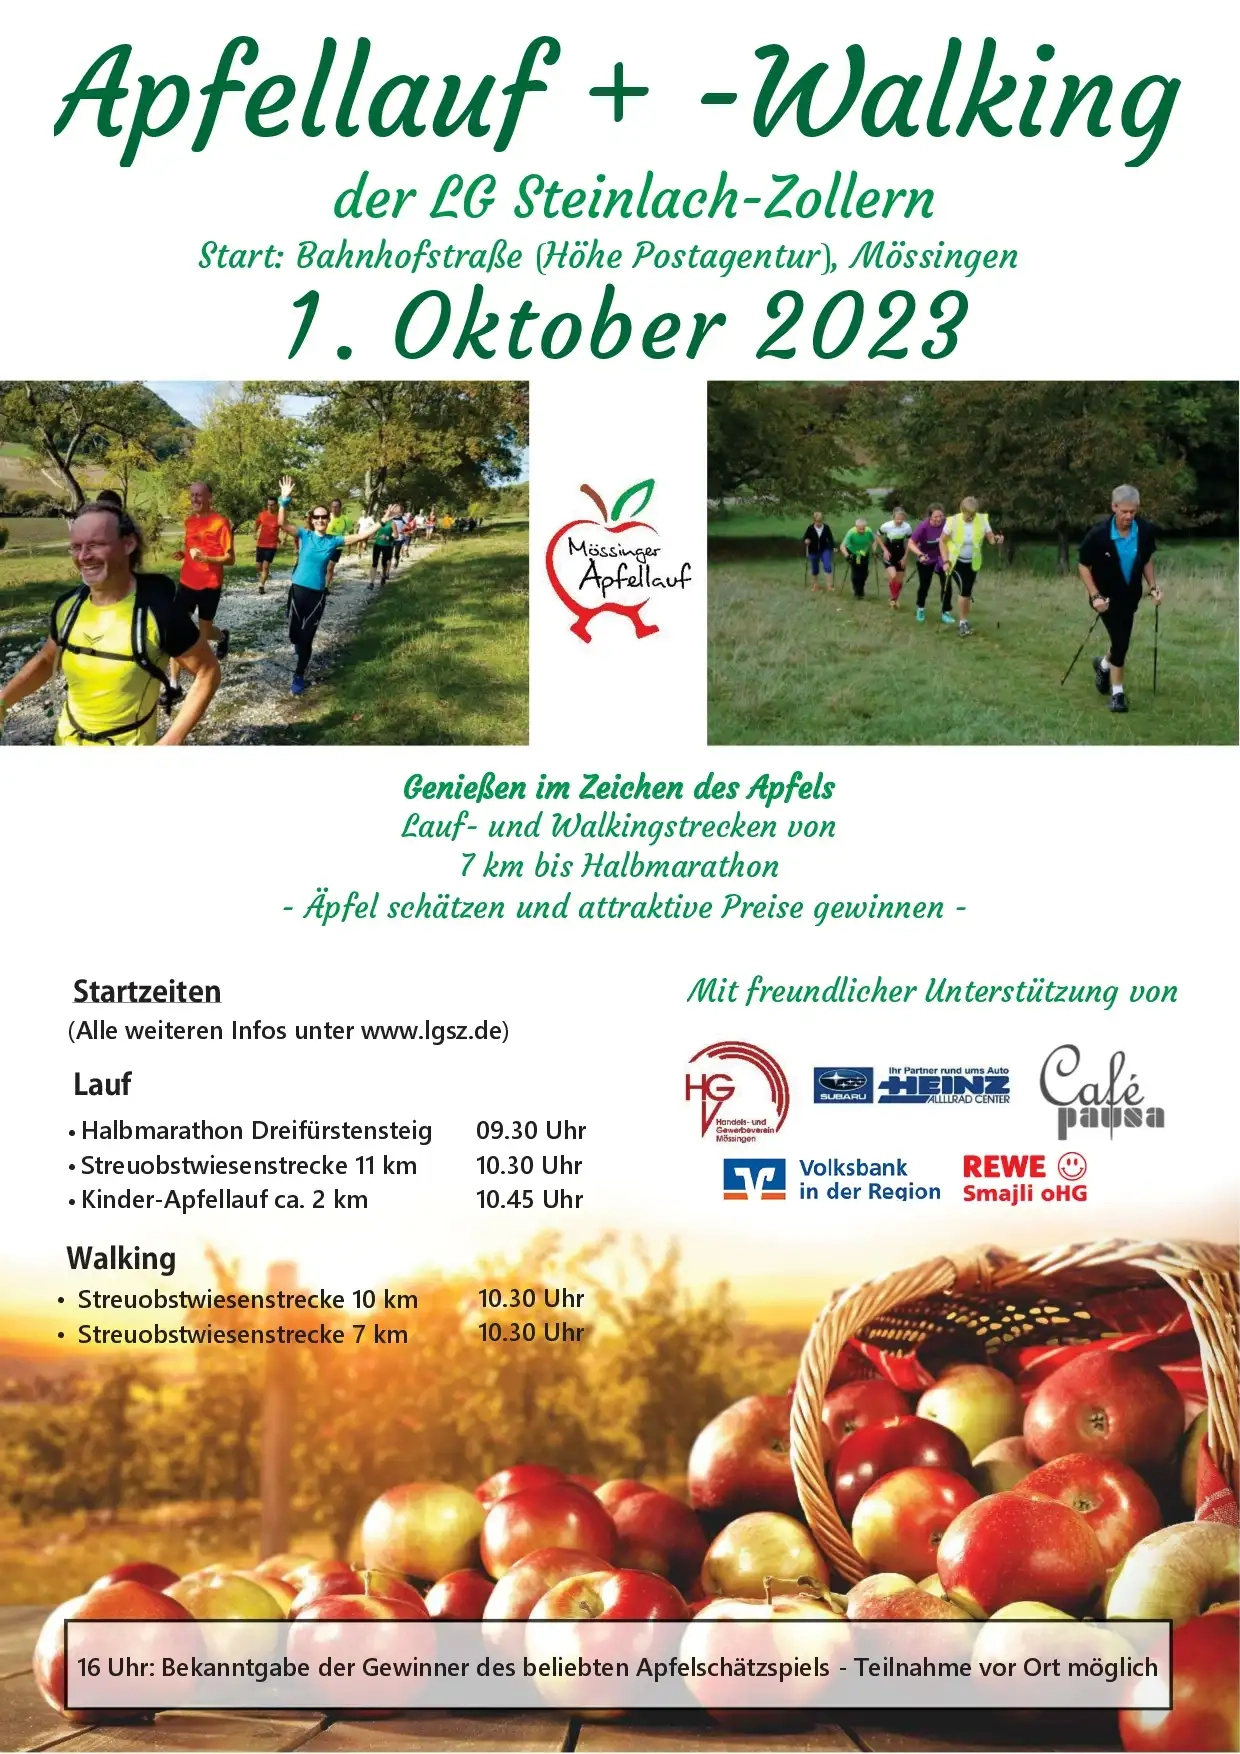 Apfellauf + -Walking
der LG Steinlach-Zollern
Start: Bahnhofstraße (Höhe Postagentur), Mössingen
1. Oktober 2023
Mössinger
Apfellauf
Genießen im Zeichen des Apfels
Lauf- und Walkingstrecken von
7 km bis Halbmarathon
- Äpfel schätzen und attraktive Preise gewinnen -
Startzeiten
(Alle weiteren Infos unter www.lgsz.de)
Lauf
• Halbmarathon Dreifürstensteig 09.30 Uhr
• Streuobstwiesenstrecke 11 km 10.30 Uhr
• Kinder-Apfellauf ca. 2 km 10.45 Uhr
Walking
• Streuobstwiesenstrecke 10 km 10.30 Uhr
• Streuobstwiesenstrecke 7 km 10.30 Uhr
Mit freundlicher Unterstützung von
HGV
Handels- und
Gewerbeverein
Mössingen
SUBARU
Ihr Partner rund ums Auto
HEINZ
ALLLRAD CENTER
Café
pausa
Volksbank
in der Region
REWE
Smajli oHG
16 Uhr: Bekanntgabe der Gewinner des beliebten Apfelschätzspiels - Teilnahme vor Ort möglich